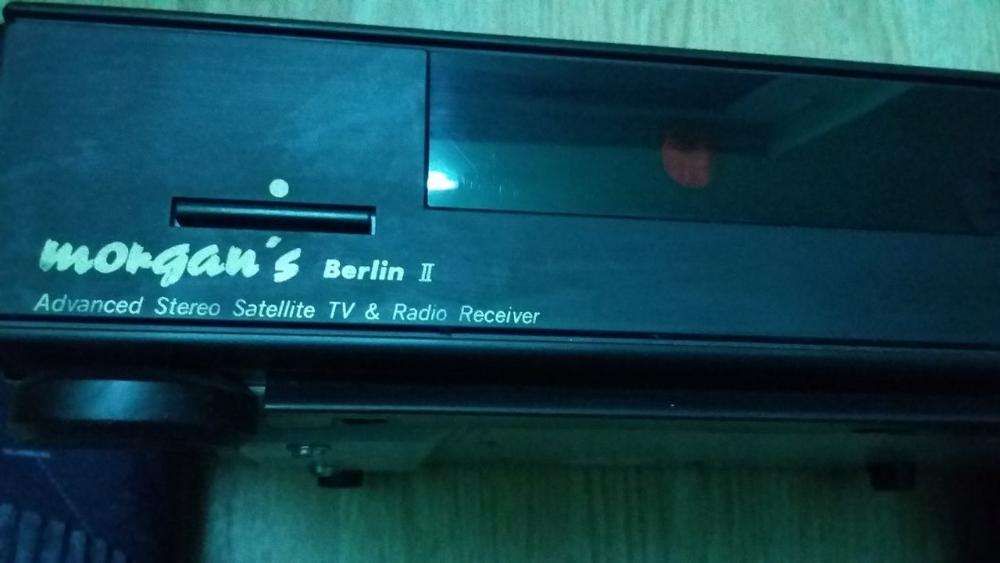 morgan's Berlin II
Advanced Stereo Satellite TV & Radio Receiver